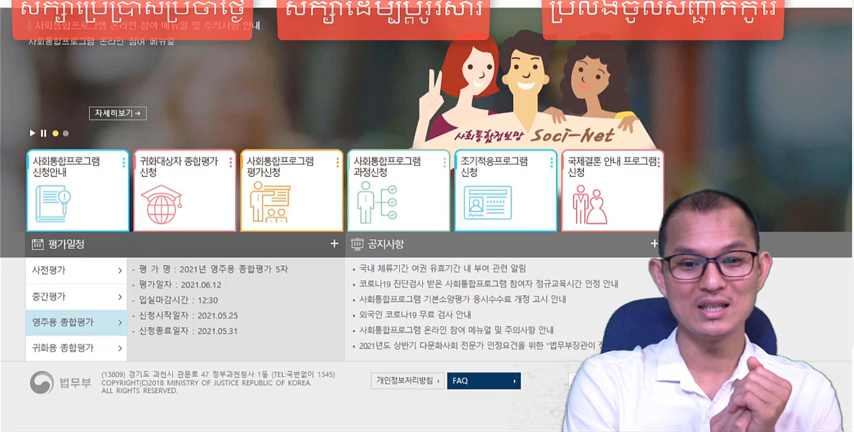 សិក្សាប្រែប្រាសប្រចាំថ្ងៃ
សិក្សាដើម្បីប្តូរវីសា
ប្រលងចូលសញ្ជាតិកូរ៉េ
[ 사회통합프로그램 온라인 참여 메뉴얼 및 주의사항 안내
사회통합프로그램 온라인 참여 메뉴얼
자세히보기
사회통합정보망 Soci-Net
사회통합프로그램
신청안내
귀화대상자 종합평가
신청
사회통합프로그램
평가신청
사회통합프로그램
과정신청
조기적응프로그램
신청
국제결혼 안내 프로그램
신청
평가일정 +
공지사항 +
사전평가
중간평가
영주용 종합평가
귀화용 종합평가
- 평 가 명 : 2021년 영주용 종합평가 5차
- 평가일자 : 2021.06.12
- 입실마감시간 : 12:30
- 신청시작일자 : 2021.05.25
- 신청종료일자 : 2021.05.31
• 국내 체류기간 여권 유효기간 내 부여 관련 알림
• 코로나19 진단검사 받은 사회통합프로그램 참여자 정규교육시간 인정 안내
• 사회통합프로그램 기본소양평가 응시수수료 개정 고시 안내
• 외국인 코로나19 무료 검사 안내
• 사회통합프로그램 온라인 참여 메뉴얼 및 주의사항 안내
• 2021년도 상반기 다문화사회 전문가 인정요건을 위한 "법무부장관이
법무부
(13809) 경기도 과천시 관문로 47 정부과천청사 1동 (TEL:국번없이 1345)
COPYRIGHT(C)2018 MINISTRY OF JUSTICE REPUBLIC OF KOREA.
ALL RIGHTS RESERVED.
개인정보처리방침
FAQ